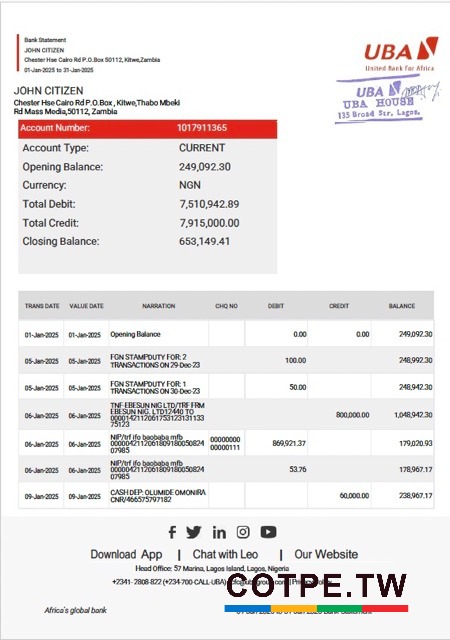 Bank Statement
JOHN CITIZEN
Chester Hse Cairo Rd P.O.Box 50112, Kitwe,Zambia
01-Jan-2025 to 31-Jan-2025
UBA
United Bank for Africa
JOHN CITIZEN
Chester Hse Cairo Rd P.O.Box , Kitwe,Thabo Mbeki
Rd Mass Media,50112, Zambia
UBA
UBA HOUSE
135 Broad Str, Lagos.
Account Number: 1017911365
Account Type: CURRENT
Opening Balance: 249,092.30
Currency: NGN
Total Debit: 7,510,942.89
Total Credit: 7,915,000.00
Closing Balance: 653,149.41
TRANS DATE VALUE DATE NARRATION CHQ NO DEBIT CREDIT BALANCE
01-Jan-2025 01-Jan-2025 Opening Balance 0.00 0.00 249,092.30
05-Jan-2025 05-Jan-2025 FGN STAMPDUTY FOR: 2
TRANSACTIONS ON 29-Dec-23 100.00 248,992.30
05-Jan-2025 05-Jan-2025 FGN STAMPDUTY FOR: 1
TRANSACTIONS ON 30-Dec-23 50.00 248,942.30
06-Jan-2025 06-Jan-2025 TNF-EBESUN NIG LTD/TRF FRM
EBESUN NIG. LTD12440 TO
0000421120617531231311 33
75123 800,000.00 1,048,942.30
06-Jan-2025 06-Jan-2025 NIP/trf ifo baobaba mfb
0000042112061809180050824
07985 00000000
00000111 869,921.37 179,020.93
06-Jan-2025 06-Jan-2025 NIP/trf ifo baobaba mfb
0000042112061809180050824
07985 53.76 178,967.17
09-Jan-2025 09-Jan-2025 CASH DEP: OLUMIDE OMONIRA
CNR/466575797182 60,000.00 238,967.17
Download App | Chat with Leo | Our Website
Head Office: 57 Marina, Lagos Island, Lagos, Nigeria
+2341- 2808-822 (+234-700-CALL-UBA)
COTPE.TW
Africa's global bank
Bank Statement